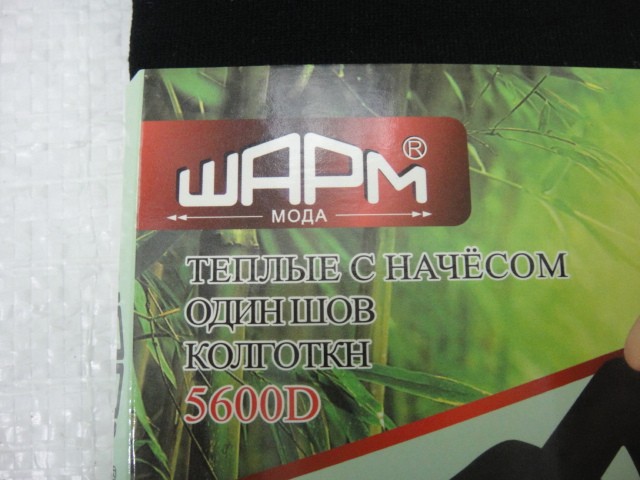 ШАРМ®
МОДА
ТЕПЛЫЕ С НАЧЁСОМ
ОДИН ШОВ
КОЛГОТКН
5600D